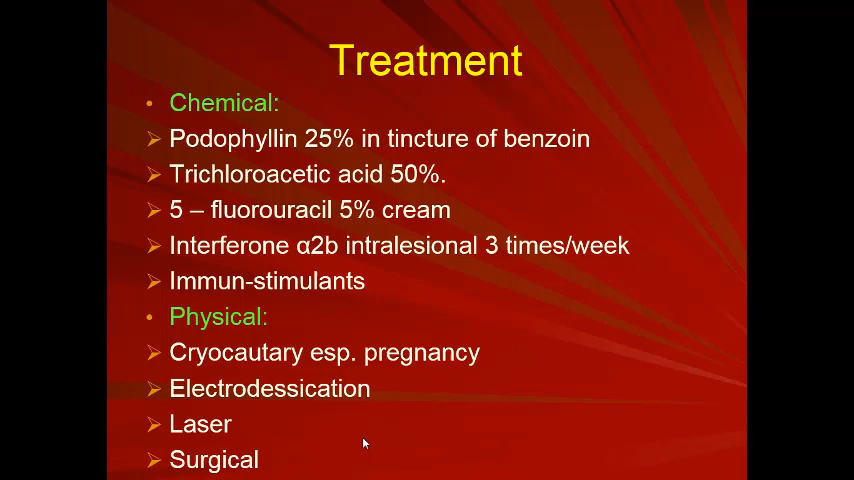 Treatment
• Chemical:
➢ Podophyllin 25% in tincture of benzoin
➢ Trichloroacetic acid 50%.
➢ 5 – fluorouracil 5% cream
➢ Interferone α2b intralesional 3 times/week
➢ Immun-stimulants
• Physical:
➢ Cryocautary esp. pregnancy
➢ Electrodessication
➢ Laser
➢ Surgical